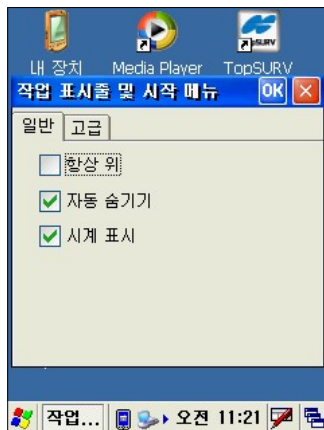 TOPSURV
내 장치 Media Player TopSURV
작업 표시줄 및 시작 메뉴 OK
일반 고급
항상 위
자동 숨기기
시계 표시
작업... 오전 11:21